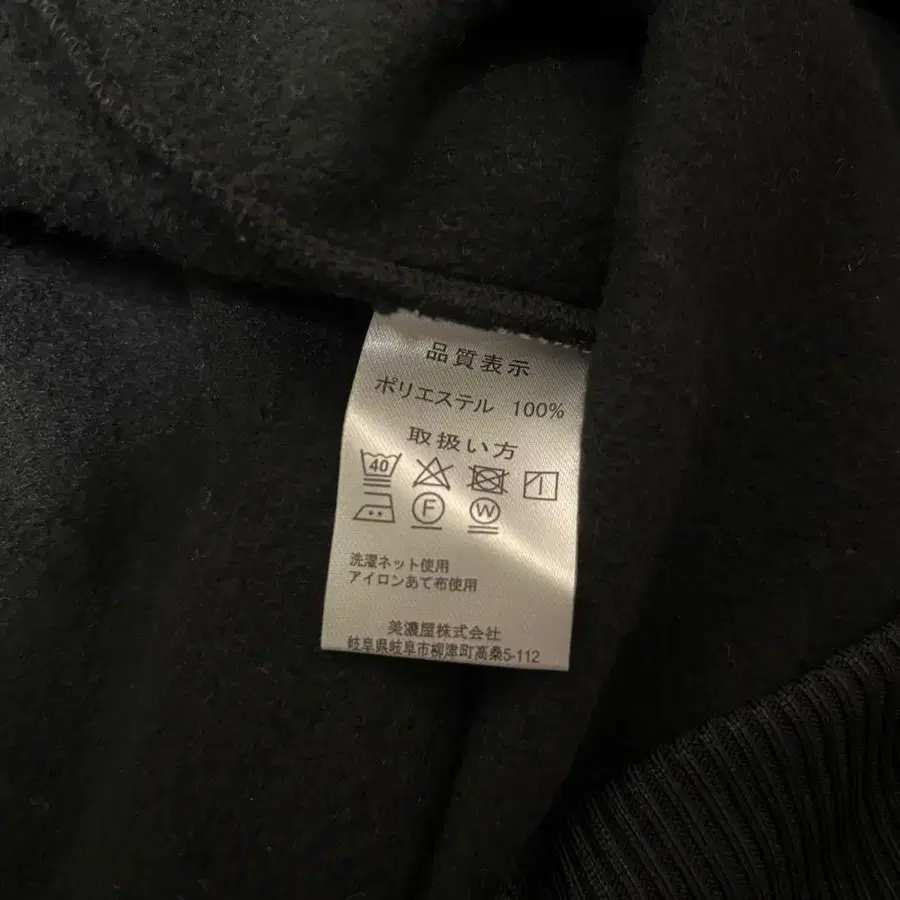 品質表示
ポリエステル 100%
取扱い方
40
F W
洗濯ネット使用
アイロンあて布使用
美濃屋株式会社
岐阜県岐阜市柳津町高桑5-112